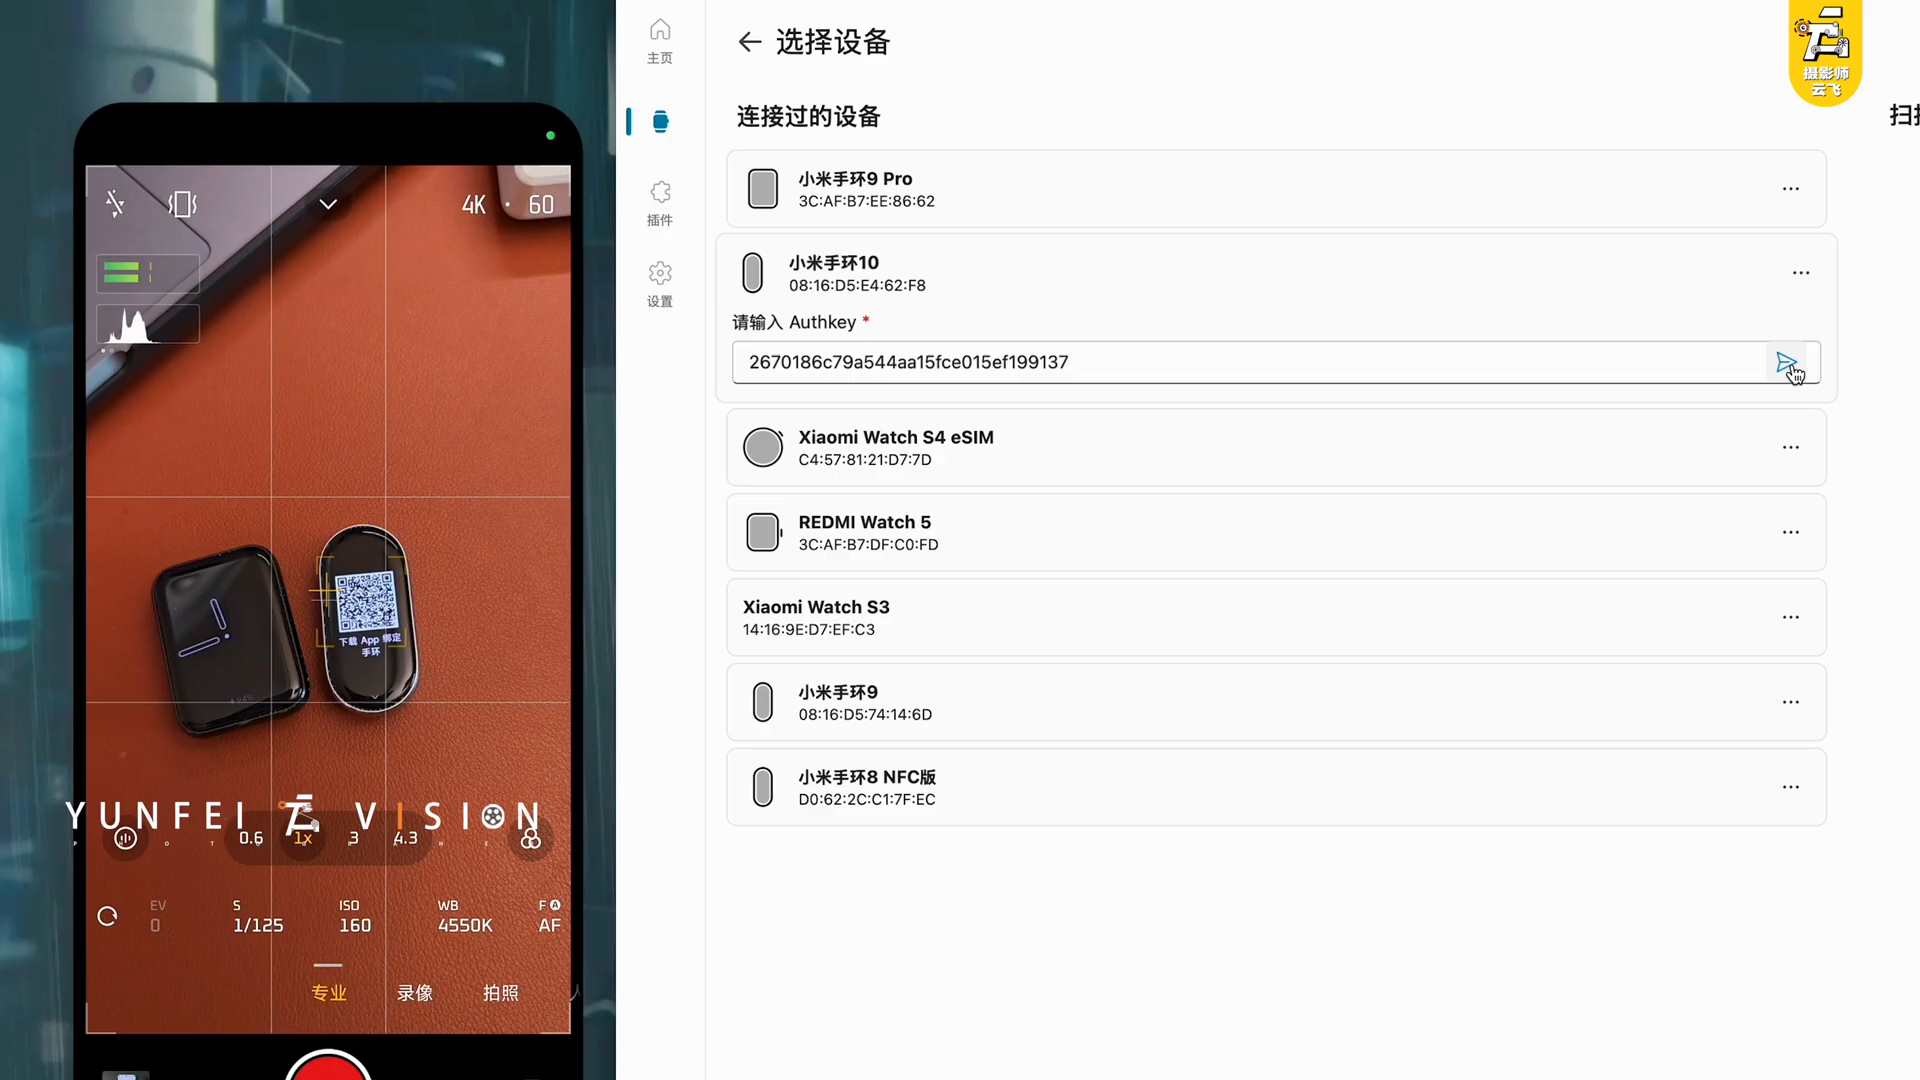 4K · 60
下载 App 绑定
手环
YUNFEI VISION
0.6 1x 3 4.3
EV S ISO WB F A
0 1/125 160 4550K AF
专业 录像 拍照
主页
插件
设置
选择设备
连接过的设备
小米手环9 Pro
3C:AF:B7:EE:86:62
小米手环10
08:16:D5:E4:62:F8
请输入 Authkey *
2670186c79a544aa15fce015ef199137
Xiaomi Watch S4 eSIM
C4:57:81:21:D7:7D
REDMI Watch 5
3C:AF:B7:DF:C0:FD
Xiaomi Watch S3
14:16:9E:D7:EF:C3
小米手环9
08:16:D5:74:14:6D
小米手环8 NFC版
D0:62:2C:C1:7F:EC
摄影师
云飞
扫